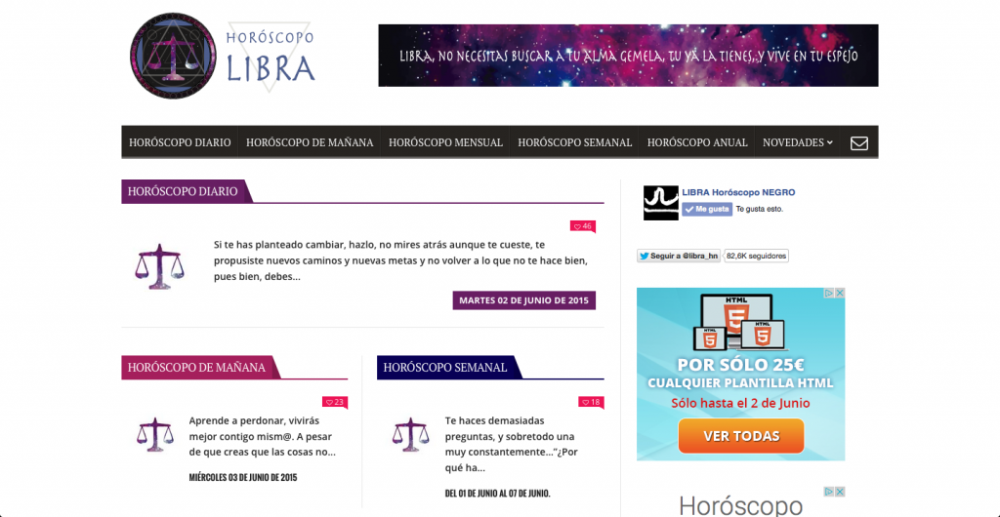 HORÓSCOPO
LIBRA
LIBRA, NO NECESITAS BUSCAR A TU ALMA GEMELA, TU YA LA TIENES, Y VIVE EN TU ESPEJO
HORÓSCOPO DIARIO HORÓSCOPO DE MAÑANA HORÓSCOPO MENSUAL HORÓSCOPO SEMANAL HORÓSCOPO ANUAL NOVEDADES
HORÓSCOPO DIARIO
46
Si te has planteado cambiar, hazlo, no mires atrás aunque te cueste, te
propusiste nuevos caminos y nuevas metas y no volver a lo que no te hace bien,
pues bien, debes...
MARTES 02 DE JUNIO DE 2015
HORÓSCOPO DE MAÑANA
23
Aprende a perdonar, vivirás
mejor contigo mism@. A pesar
de que creas que las cosas no...
MIÉRCOLES 03 DE JUNIO DE 2015
HORÓSCOPO SEMANAL
18
Te haces demasiadas
preguntas, y sobretodo una
muy constantemente..."¿Por
qué ha...
DEL 01 DE JUNIO AL 07 DE JUNIO.
LIBRA Horóscopo NEGRO
Me gusta Te gusta esto.
Seguir a @libra_hn 82,6K seguidores
HTML
5
HTML
5
HTML
5
POR SÓLO 25€
CUALQUIER PLANTILLA HTML
Sólo hasta el 2 de Junio
VER TODAS
Horóscopo